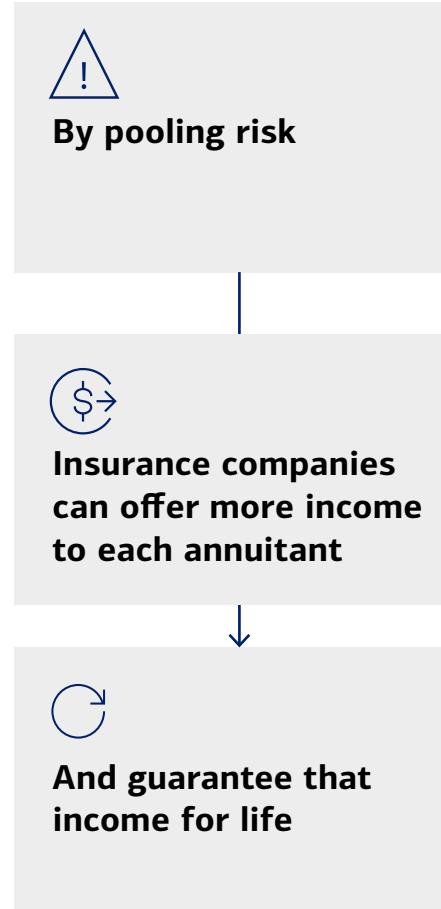 By pooling risk
Insurance companies
can offer more income
to each annuitant
And guarantee that
income for life